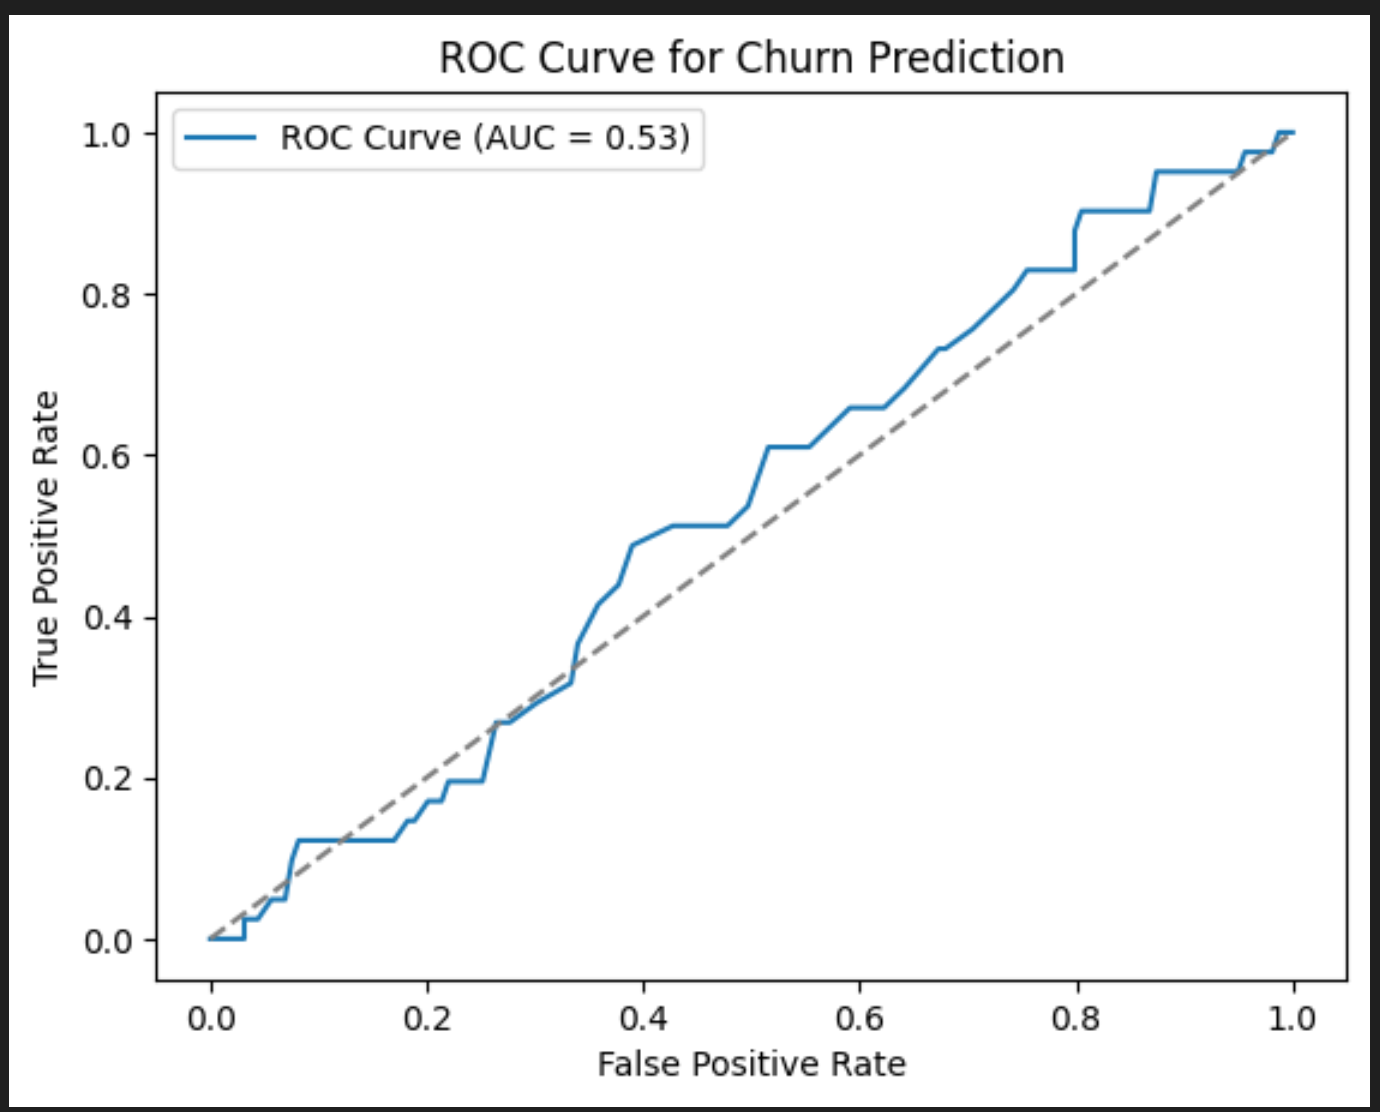 ROC Curve for Churn Prediction
ROC Curve (AUC = 0.53)
1.0
0.8
0.6
0.4
0.2
0.0
True Positive Rate
0.0 0.2 0.4 0.6 0.8 1.0
False Positive Rate